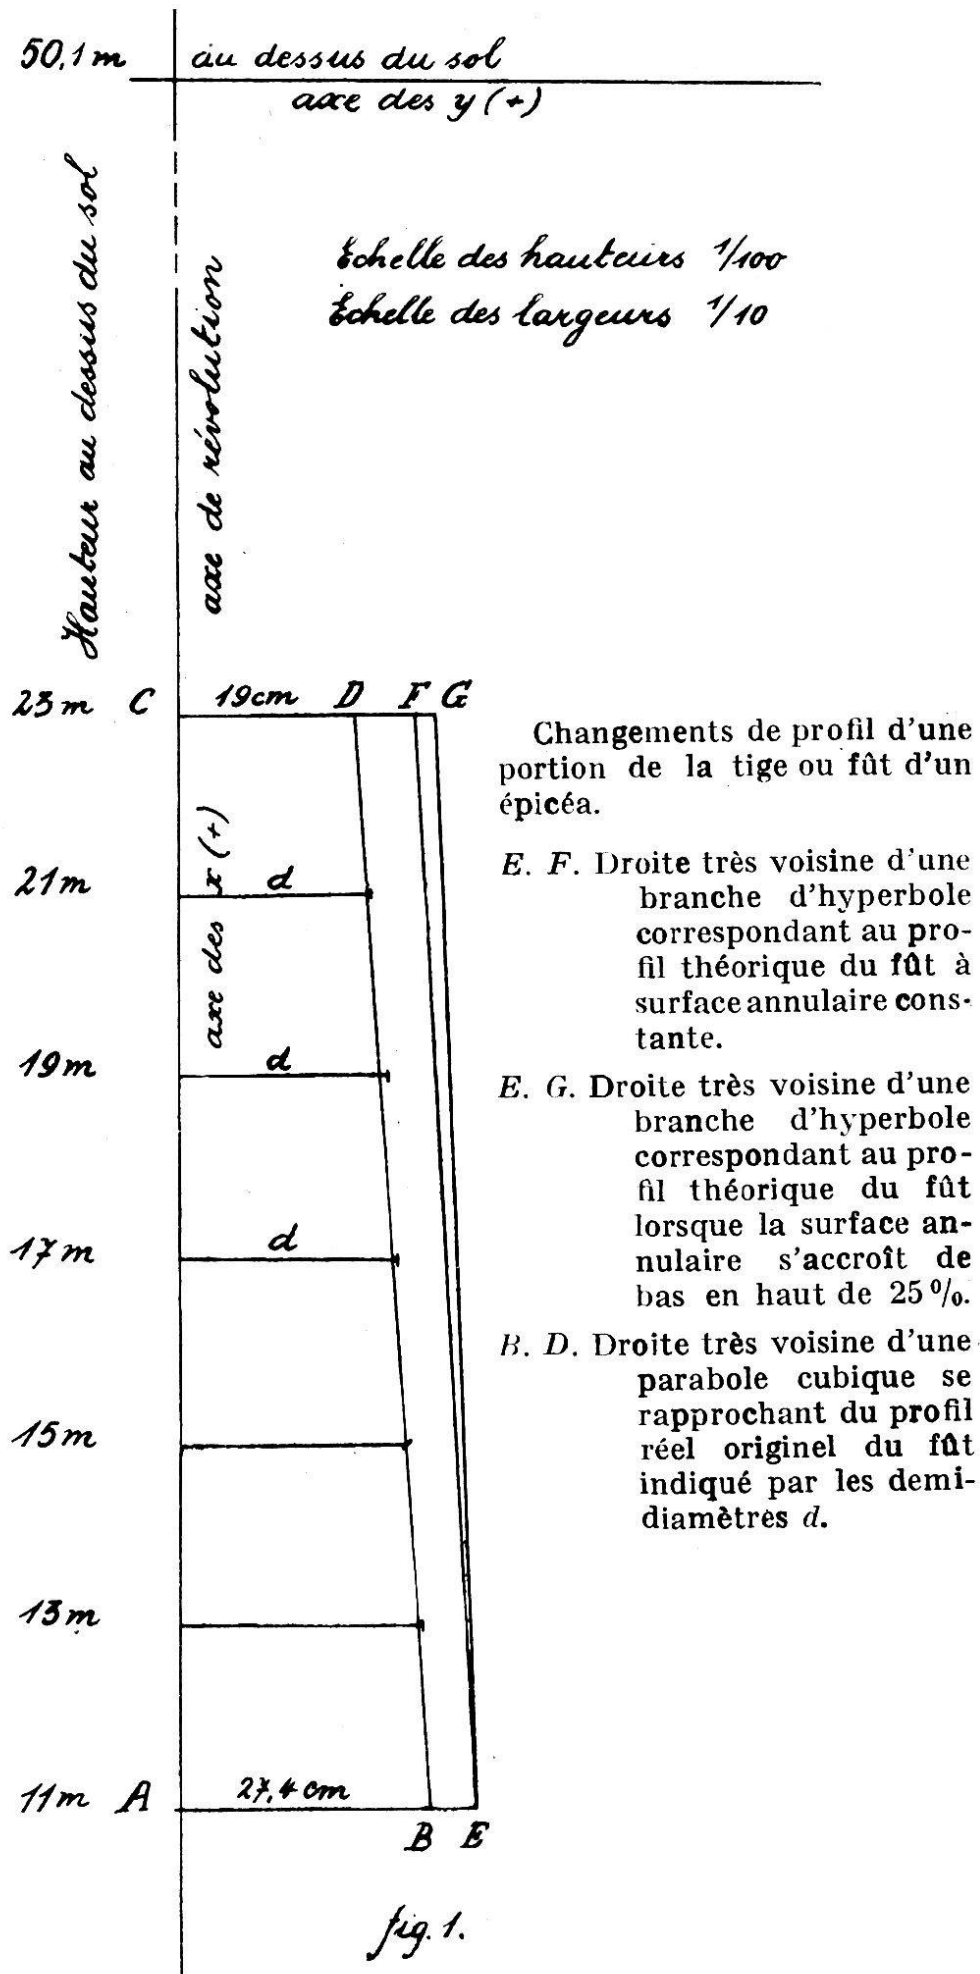 50,1 m au dessus du sol
axe des y (+)
Hauteur au dessus du sol
axe de révolution
Echelle des hauteurs 1/100
Echelle des largeurs 1/10
23 m C 19 cm D F G
axe des x (+)
21 m d
19 m d
17 m d
15 m
13 m
11 m A 27,4 cm
B E
Changements de profil d'une
portion de la tige ou fût d'un
épicéa.
E. F. Droite très voisine d'une
branche d'hyperbole
correspondant au pro-
fil théorique du fût à
surface annulaire cons-
tante.
E. G. Droite très voisine d'une
branche d'hyperbole
correspondant au pro-
fil théorique du fût
lorsque la surface an-
nulaire s'accroît de
bas en haut de 25 %.
B. D. Droite très voisine d'une
parabole cubique se
rapprochant du profil
réel originel du fût
indiqué par les demi-
diamètres d.
fig. 1.